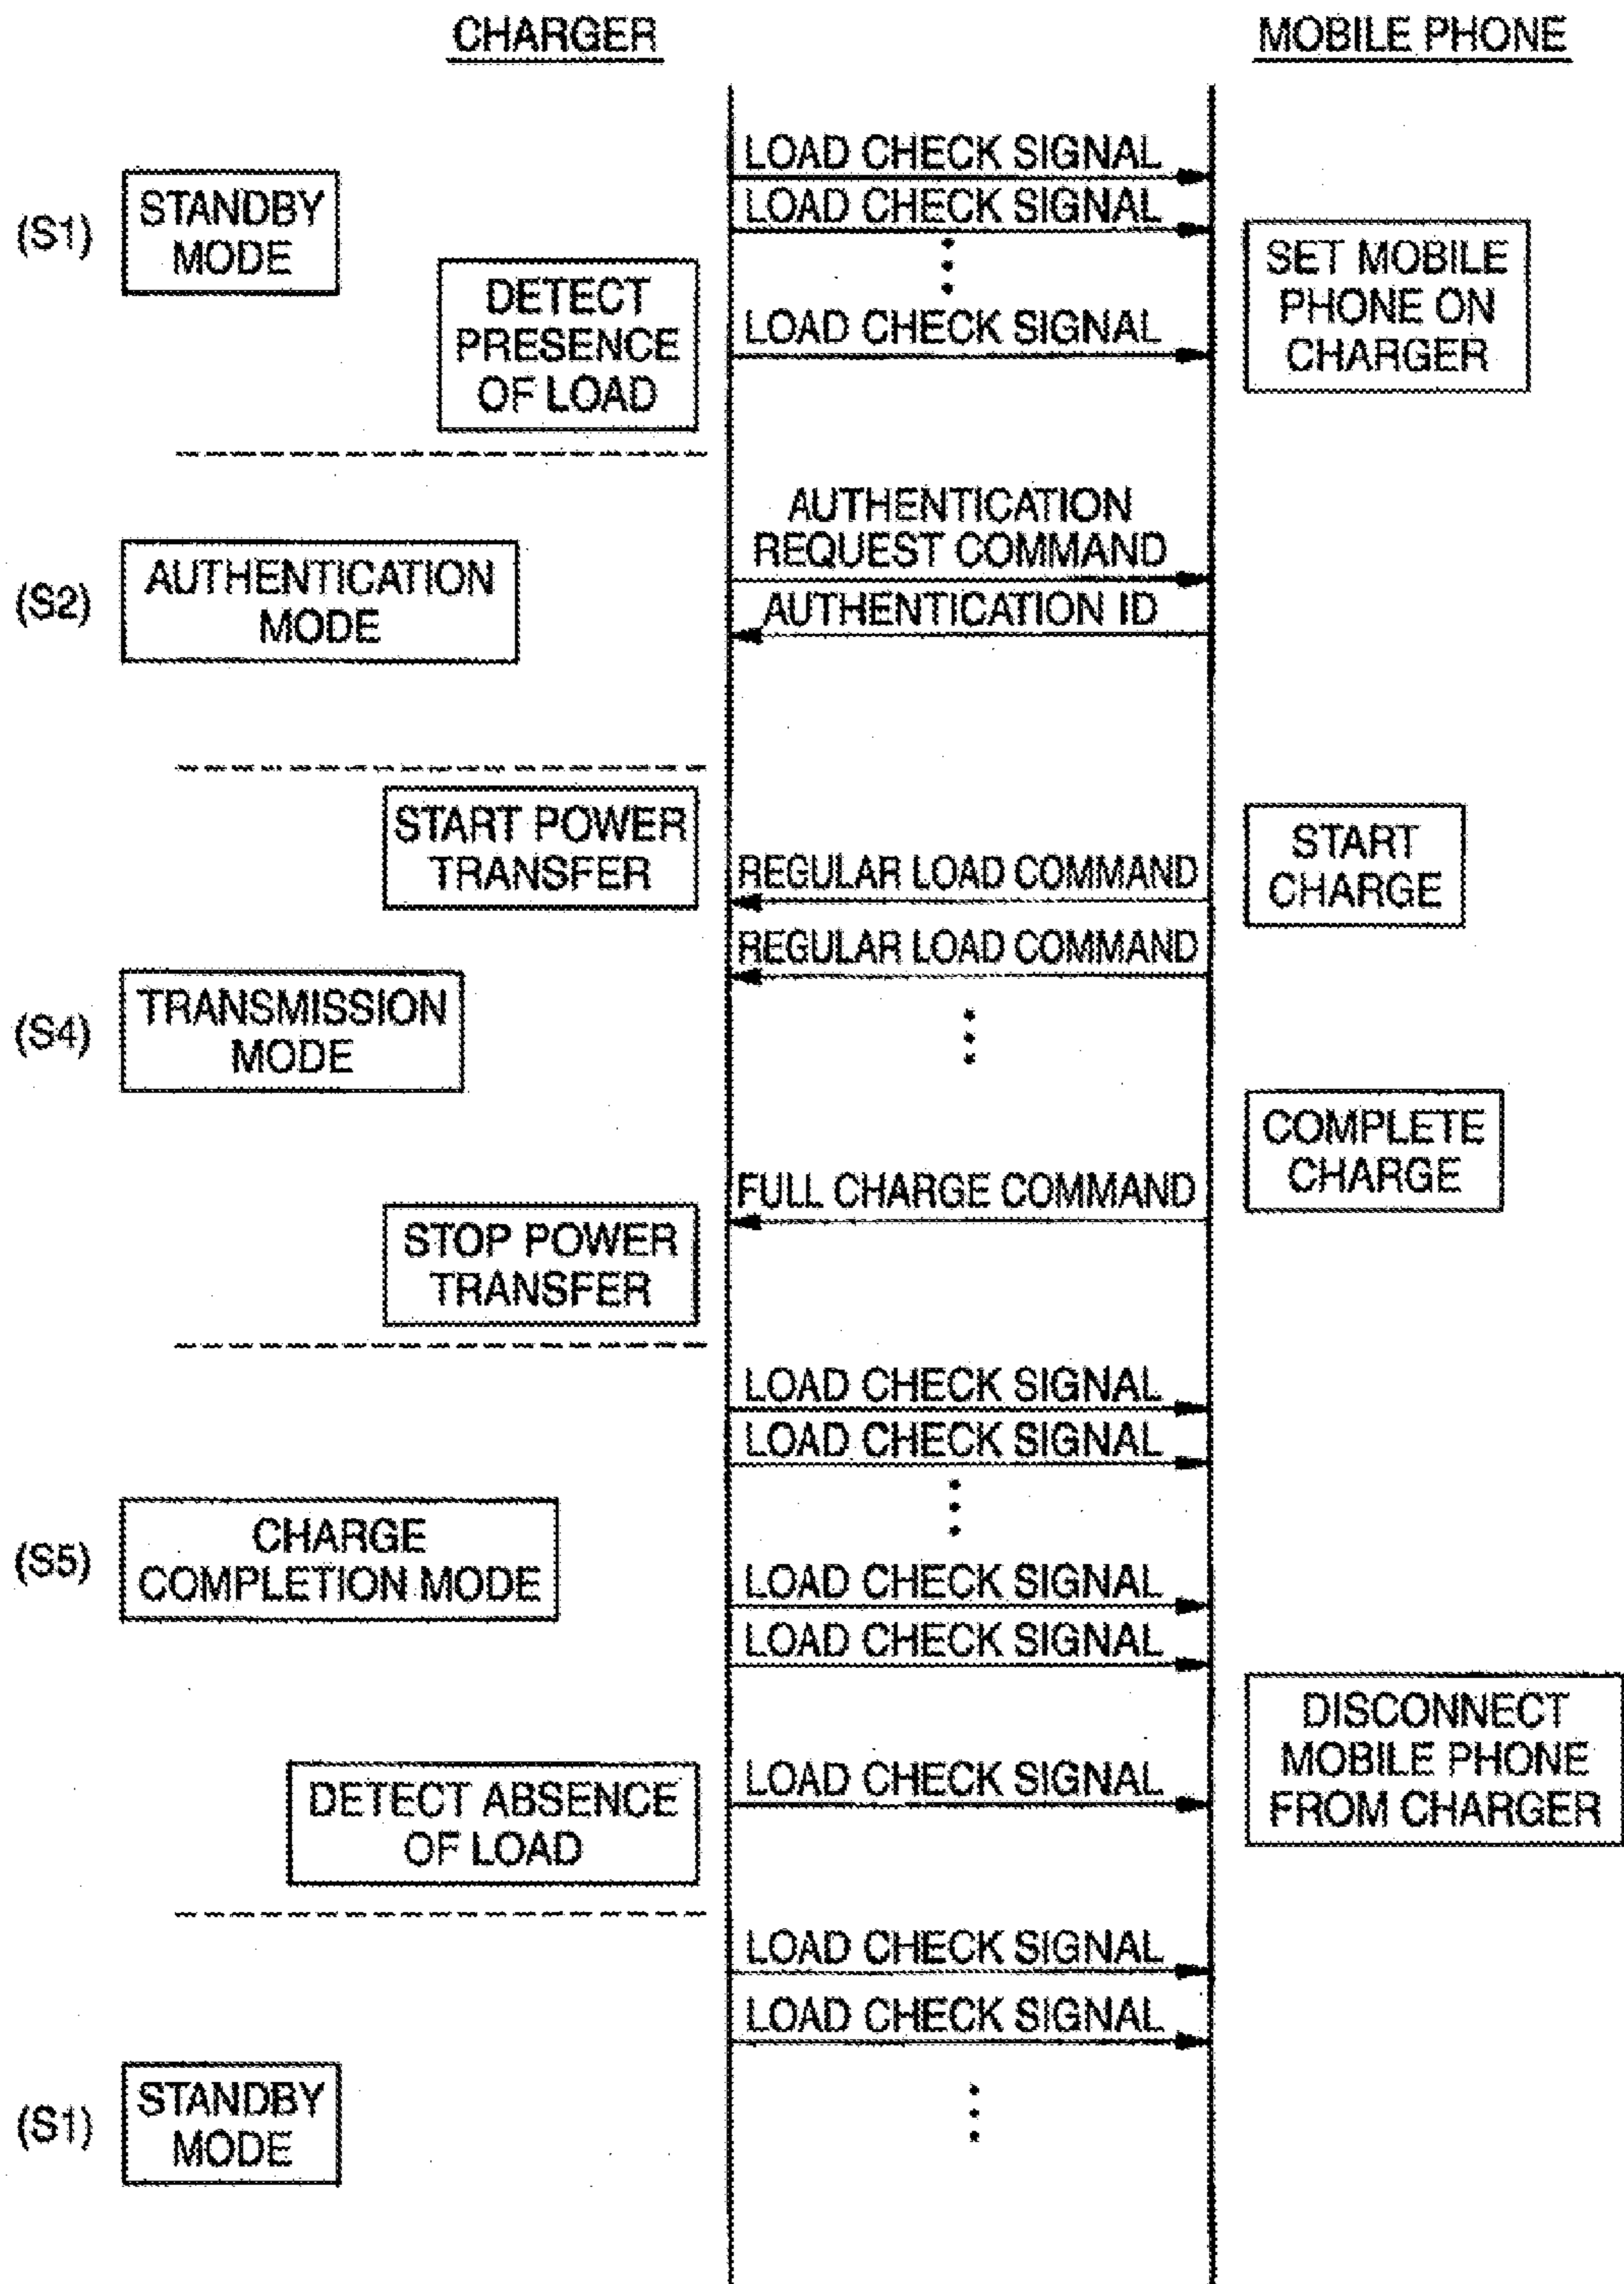 CHARGER
MOBILE PHONE
LOAD CHECK SIGNAL
LOAD CHECK SIGNAL
(S1)
STANDBY
MODE
SET MOBILE
PHONE ON
CHARGER
DETECT
PRESENCE
OF LOAD
LOAD CHECK SIGNAL
AUTHENTICATION
REQUEST COMMAND
(S2)
AUTHENTICATION
MODE
AUTHENTICATION ID
START POWER
TRANSFER
START
CHARGE
REGULAR LOAD COMMAND
REGULAR LOAD COMMAND
(S4)
TRANSMISSION
MODE
COMPLETE
CHARGE
FULL CHARGE COMMAND
STOP POWER
TRANSFER
LOAD CHECK SIGNAL
LOAD CHECK SIGNAL
(S5)
CHARGE
COMPLETION MODE
LOAD CHECK SIGNAL
LOAD CHECK SIGNAL
DISCONNECT
MOBILE PHONE
FROM CHARGER
LOAD CHECK SIGNAL
DETECT ABSENCE
OF LOAD
LOAD CHECK SIGNAL
LOAD CHECK SIGNAL
(S1)
STANDBY
MODE